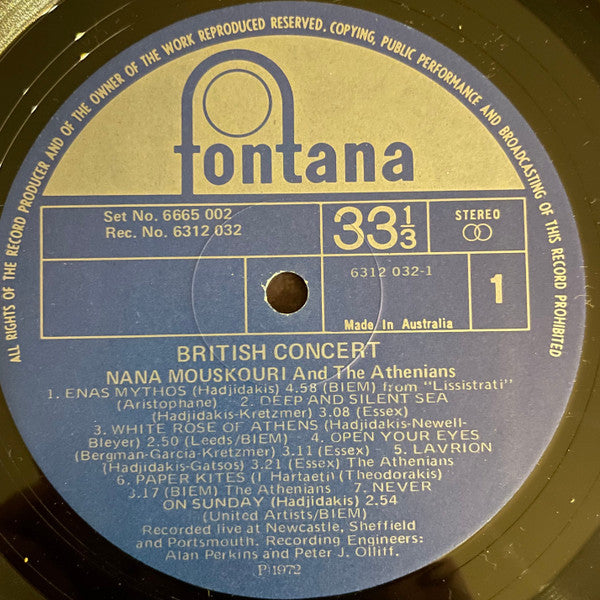 ALL RIGHTS OF THE RECORD PRODUCER AND OF THE OWNER OF THE WORK REPRODUCED RESERVED. COPYING, PUBLIC PERFORMANCE AND BROADCASTING OF THIS RECORD PROHIBITED
fontana
Set No. 6665 002
Rec. No. 6312 032
33⅓
STEREO
6312 032-1
1
Made In Australia
BRITISH CONCERT
NANA MOUSKOURI And The Athenians
1. ENAS MYTHOS (Hadjidakis) 4.58 (BIEM) from "Lissistrati"
(Aristophane) 2. DEEP AND SILENT SEA
(Hadjidakis-Kretzmer) 3.08 (Essex)
3. WHITE ROSE OF ATHENS (Hadjidakis-Newell-
Bleyer) 2.50 (Leeds/BIEM) 4. OPEN YOUR EYES
(Bergman-Garcia-Kretzmer) 3.11 (Essex) 5. LAVRION
(Hadjidakis-Gatsos) 3.21 (Essex) The Athenians
6. PAPER KITES (I Hartaeti) (Theodorakis)
3.17 (BIEM) The Athenians 7. NEVER
ON SUNDAY (Hadjidakis) 2.54
(United Artists/BIEM)
Recorded live at Newcastle, Sheffield
and Portsmouth. Recording Engineers:
Alan Perkins and Peter J. Olliff.
(P) 1972